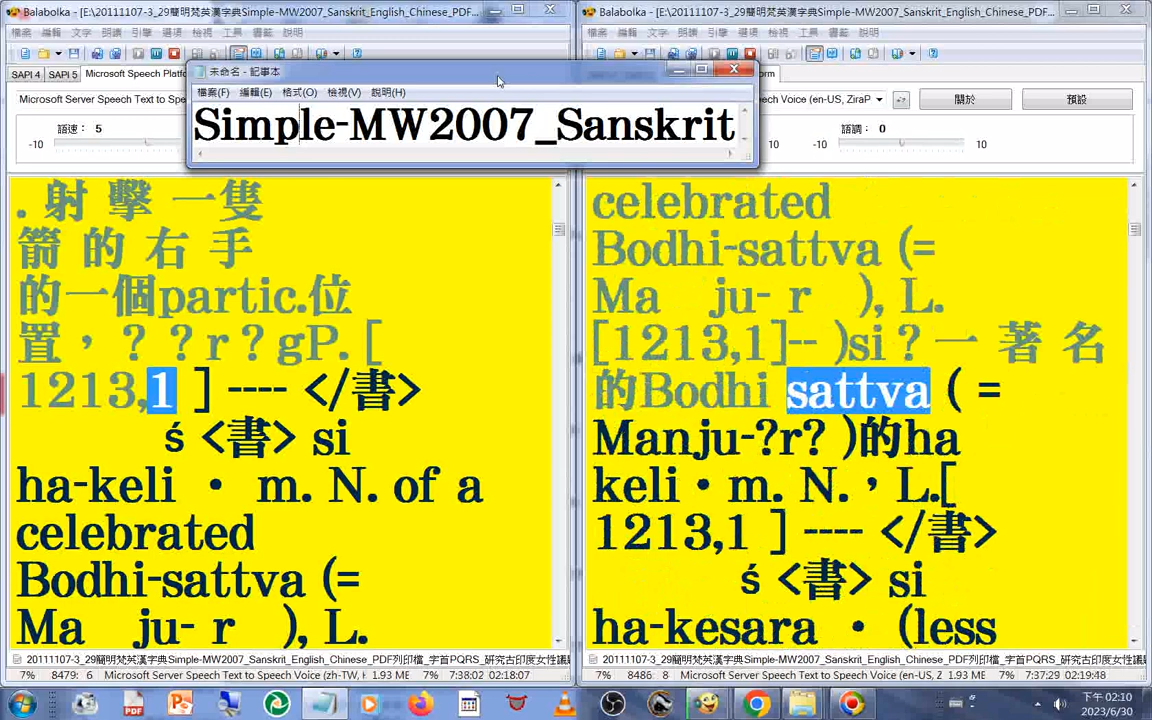 Balabolka - [E:\20111107-3_29簡明梵英漢字典Simple-MW2007_Sanskrit_English_Chinese_PDF...
檔案 編輯 文字 朗讀 引擎 選項 檢視 工具 書籤 說明
SAPI 4 SAPI 5 Microsoft Speech Platf
Microsoft Server Speech Text to Speech
語速: 5
-10
未命名 - 記事本
檔案(F) 編輯(E) 格式(O) 檢視(V) 說明(H)
Simple-MW2007_Sanskrit
. 射 擊 一隻
箭 的 右 手
的一個partic.位
置,??r?gP. [
1213,1 ] ---- </書>
ś <書> si
ha-keli • m. N. of a
celebrated
Bodhi-sattva (=
Ma ju- r ), L.
20111107-3_29簡明梵英漢字典Simple-MW2007_Sanskrit_English_Chinese_PDF列印檔_字首PQRS_研究古印度女性議題
7% 8479: 6 Microsoft Server Speech Text to Speech Voice (zh-TW, H 1.93 ME 7% 7:38:02 02:18:07
Balabolka - [E:\20111107-3_29簡明梵英漢字典Simple-MW2007_Sanskrit_English_Chinese_PDF...
檔案 編輯 文字 朗讀 引擎 選項 檢視 工具 書籤 說明
orm
ech Voice (en-US, ZiraP
關於 預設
語調: 0
10 -10 10
celebrated
Bodhi-sattva (=
Ma ju- r ), L.
[1213,1]-- )si?一 著 名
的Bodhi sattva ( =
Manju-?r? )的ha
keli•m. N.,L.[
1213,1 ] ---- </書>
ś <書> si
ha-kesara • (less
20111107-3_29簡明梵英漢字典Simple-MW2007_Sanskrit_English_Chinese_PDF列印檔_字首PQRS_研究古印度女性議題
7% 8486: 8 Microsoft Server Speech Text to Speech Voice (en-US, Z 1.93 ME 7% 7:37:29 02:19:48
下午 02:10
2023/6/30